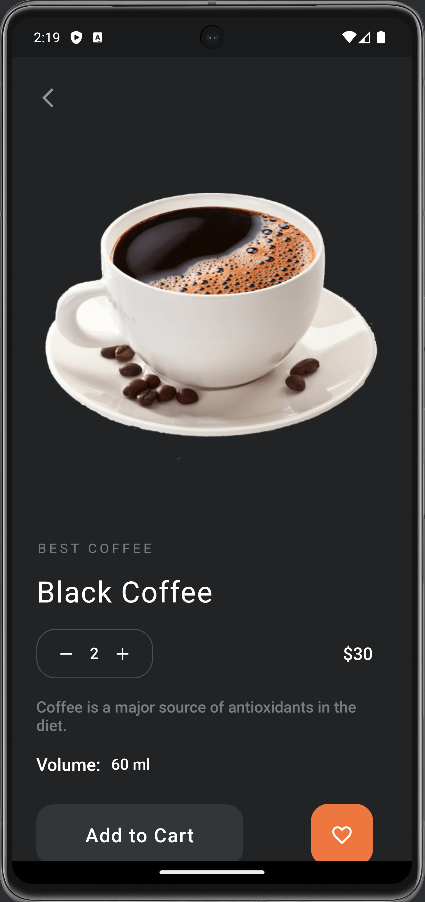 2:19
A
BEST COFFEE
Black Coffee
− 2 +
$30
Coffee is a major source of antioxidants in the
diet.
Volume: 60 ml
Add to Cart